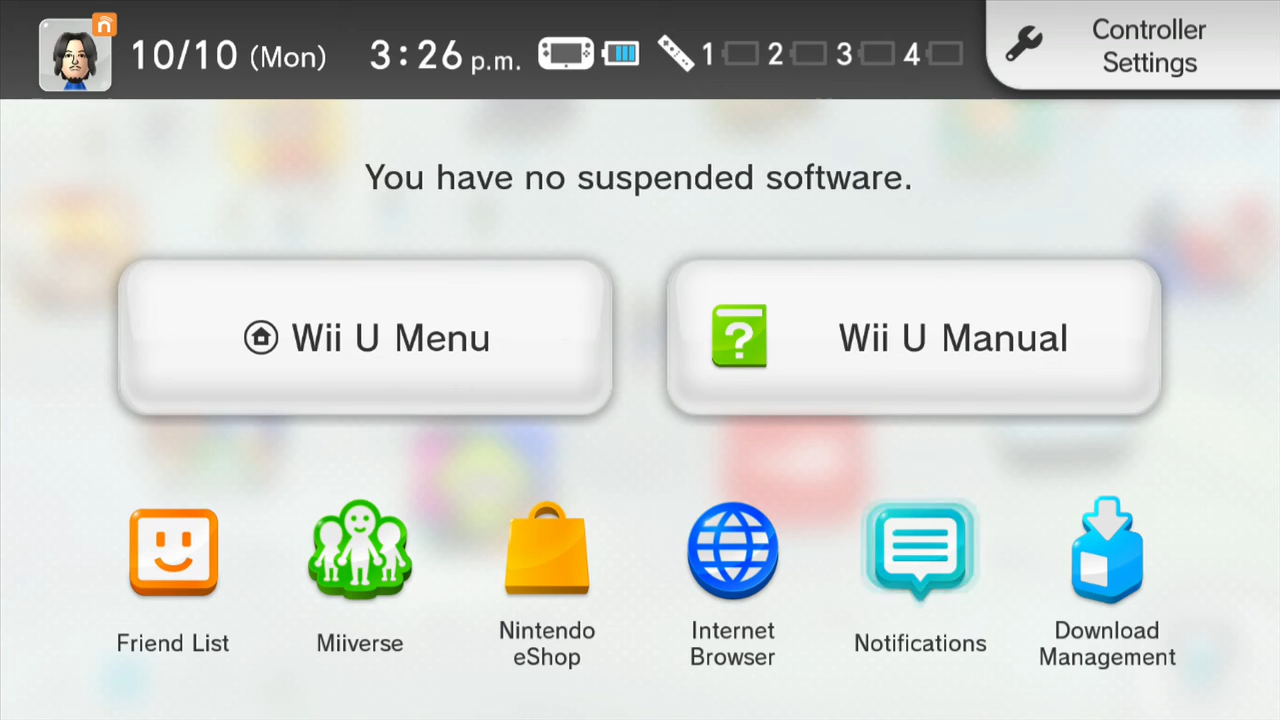 10/10 (Mon) 3:26 p.m. 1 2 3 4
Controller
Settings
You have no suspended software.
Wii U Menu
? Wii U Manual
Friend List
Miiverse
Nintendo
eShop
Internet
Browser
Notifications
Download
Management